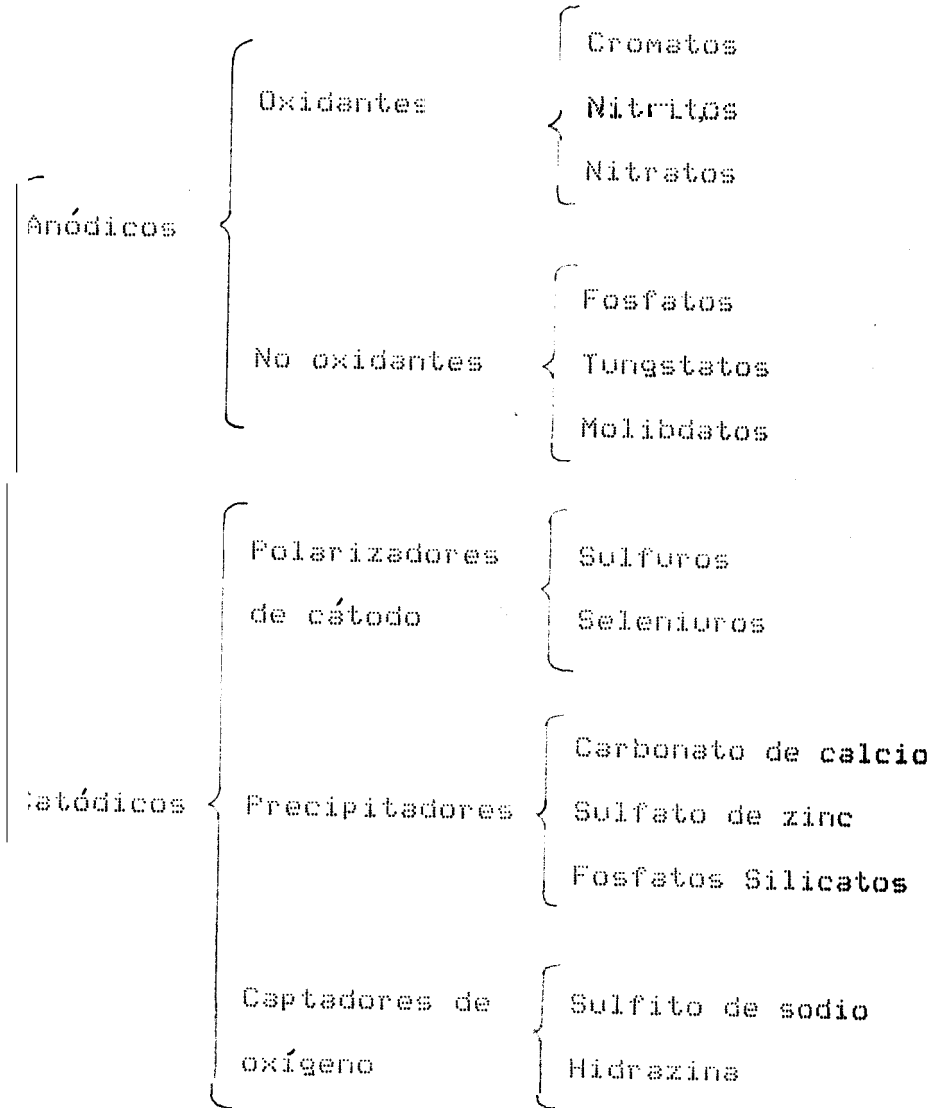 Cromatos
Oxidantes
Nitritos
Nitratos
Anódicos
Fosfatos
No oxidantes
Tungstatos
Molibdatos
Polarizadores
de cátodo
Sulfuros
Seleniuros
Carbonato de calcio
Catódicos
Precipitadores
Sulfato de zinc
Fosfatos Silicatos
Captadores de
oxígeno
Sulfito de sodio
Hidrazina